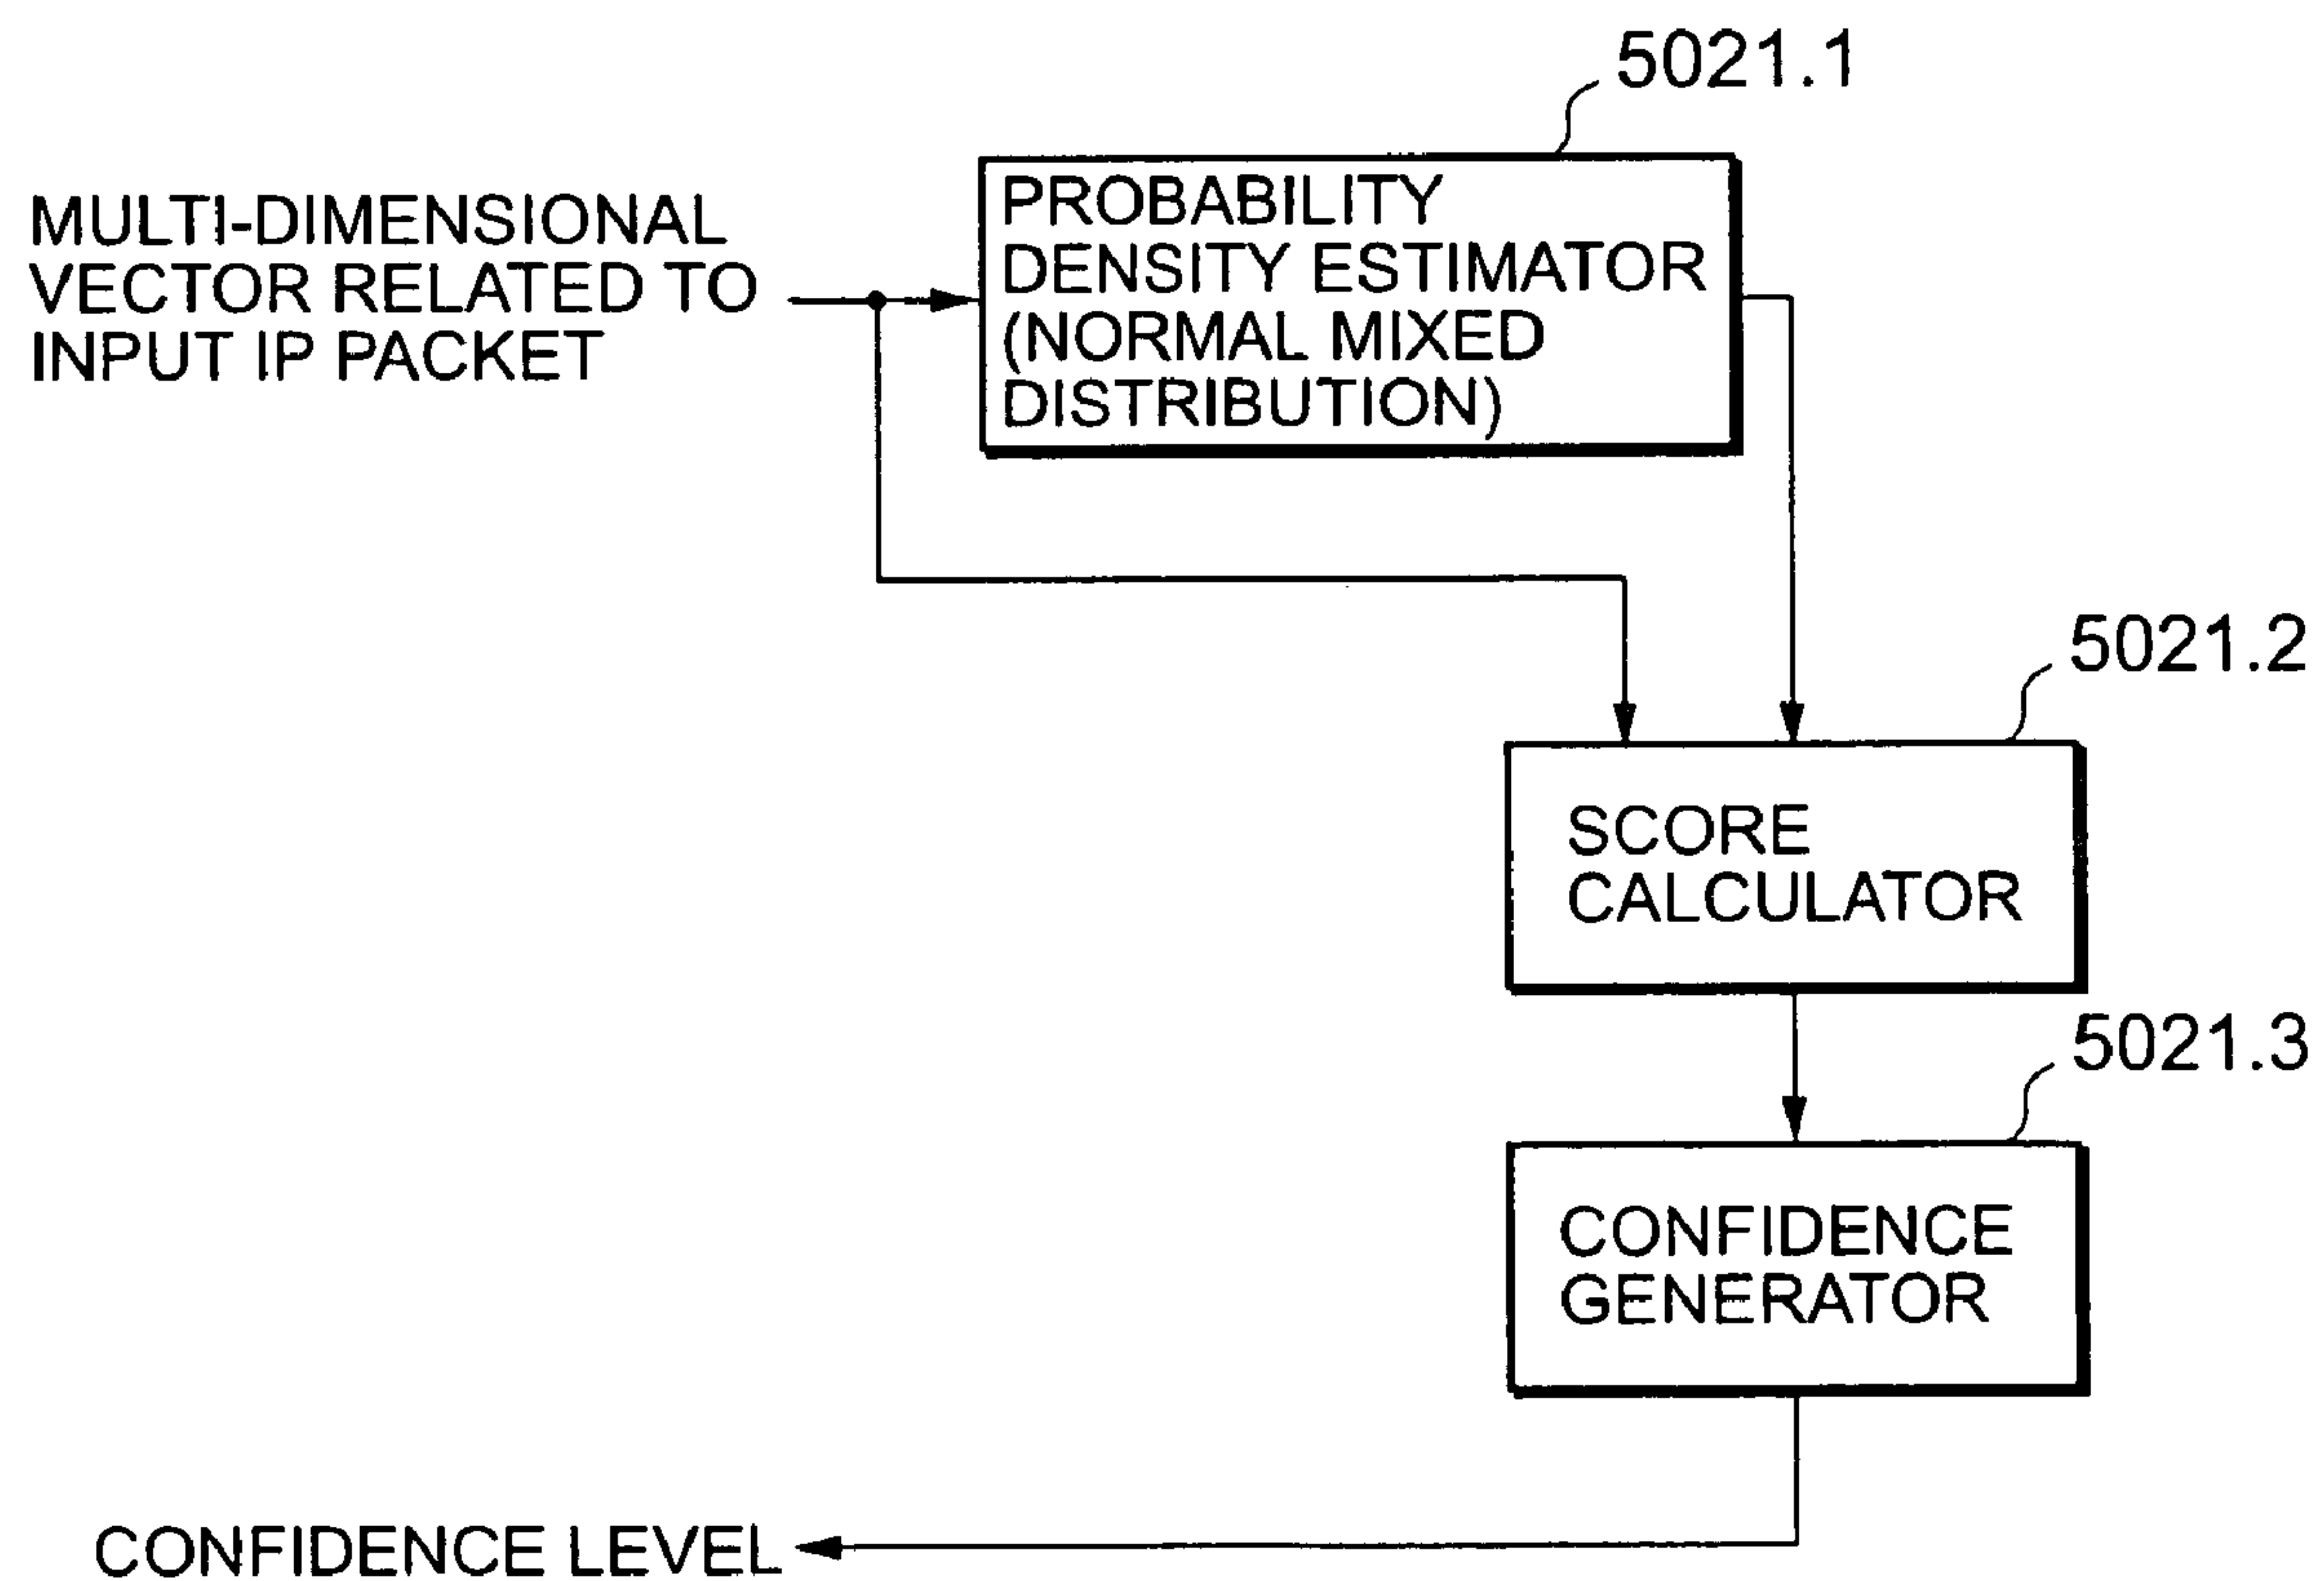 5021.1
MULTI-DIMENSIONAL
VECTOR RELATED TO
INPUT IP PACKET
PROBABILITY
DENSITY ESTIMATOR
(NORMAL MIXED
DISTRIBUTION)
5021.2
SCORE
CALCULATOR
5021.3
CONFIDENCE
GENERATOR
CONFIDENCE LEVEL